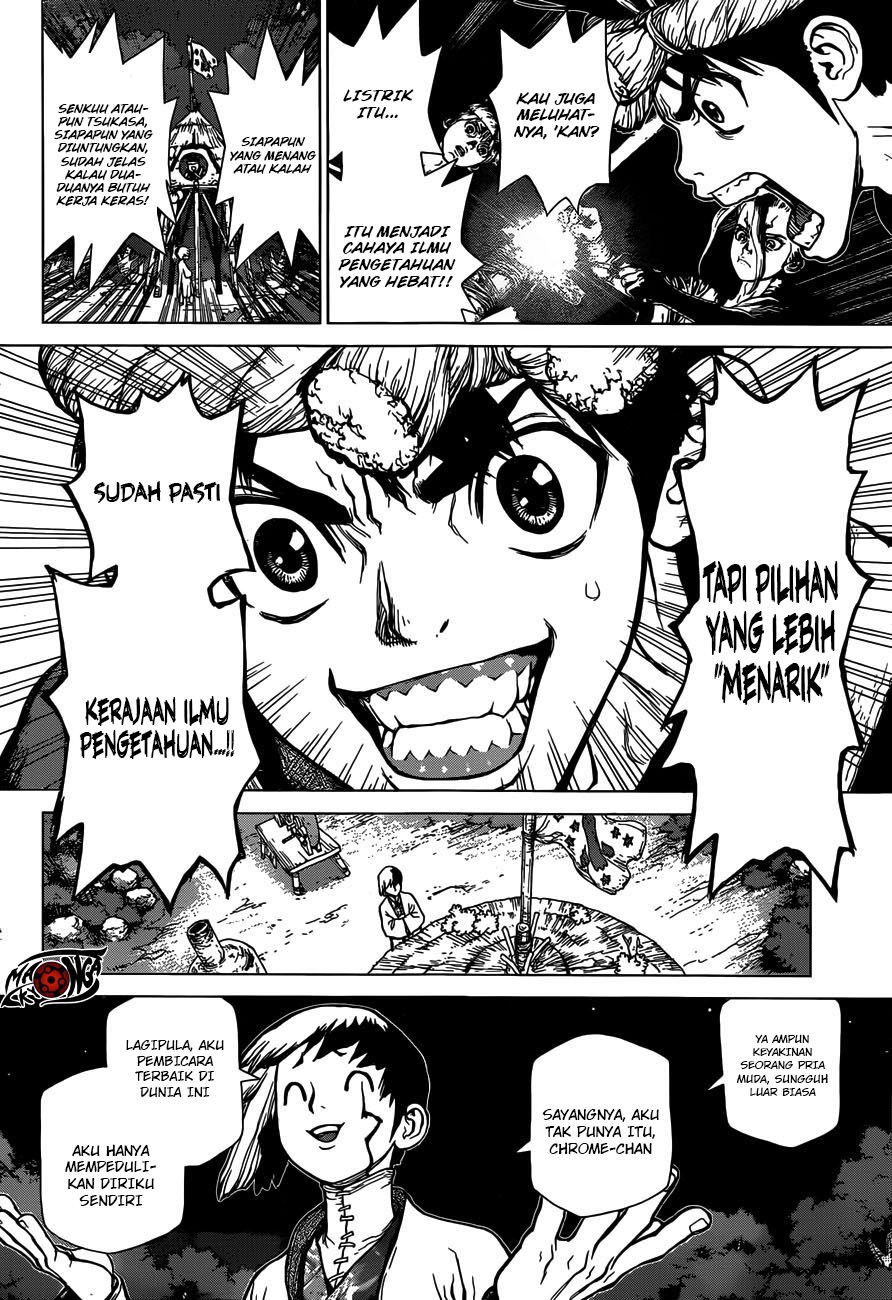 KAU JUGA
MELUHAT-
NYA, 'KAN?
LISTRIK
ITU...
ITU MENJADI
CAHAYA ILMU
PENGETAHUAN
YANG HEBAT!!
SIAPAPUN
YANG MENANG
ATAU KALAH
SENKUU ATAU-
PUN TSUKASA,
SIAPAPUN YANG
DIUNTUNGKAN,
SUDAH JELAS
KALAU DUA-
DUANYA BUTUH
KERJA KERAS!
TAPI PILIHAN
YANG LEBIH
"MENARIK"
SUDAH PASTI
KERAJAAN ILMU
PENGETAHUAN...!!
YA AMPUN
KEYAKINAN
SEORANG PRIA
MUDA, SUNGGUH
LUAR BIASA
SAYANGNYA, AKU
TAK PUNYA ITU,
CHROME-CHAN
LAGIPULA, AKU
PEMBICARA
TERBAIK DI
DUNIA INI
AKU HANYA
MEMPEDULI-
KAN DIRIKU
SENDIRI